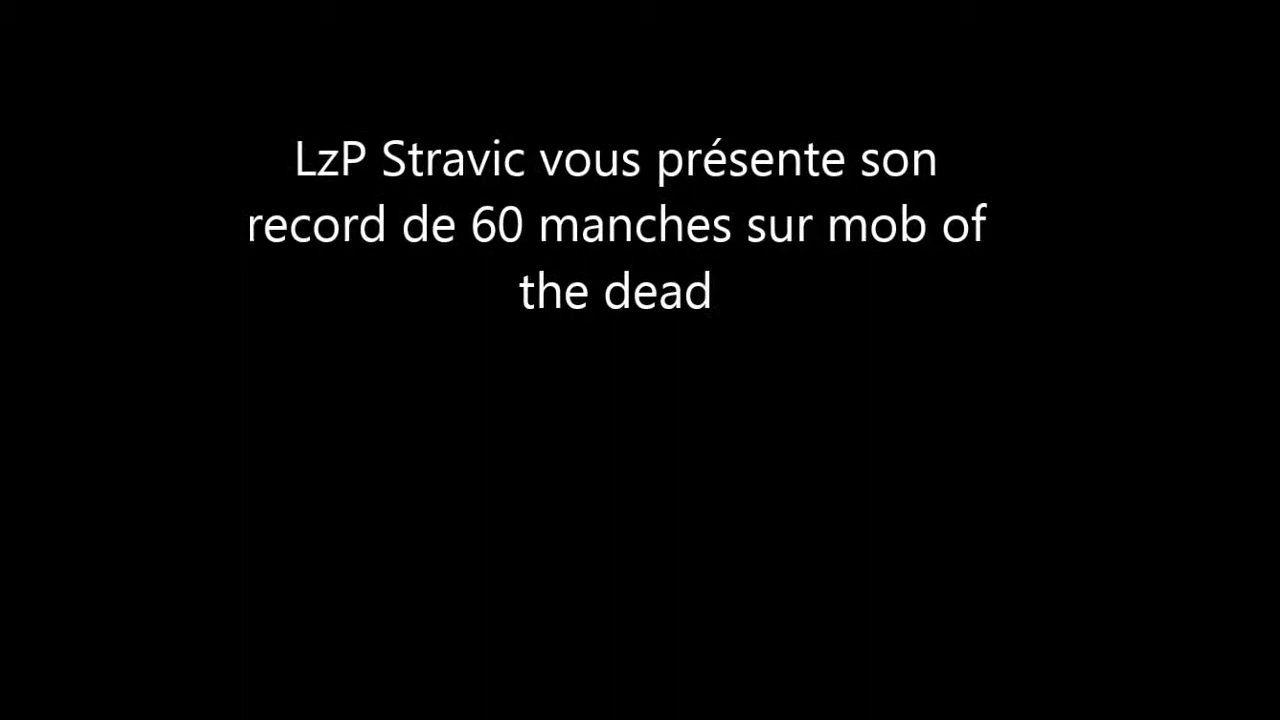 LzP Stravic vous présente son
record de 60 manches sur mob of
the dead